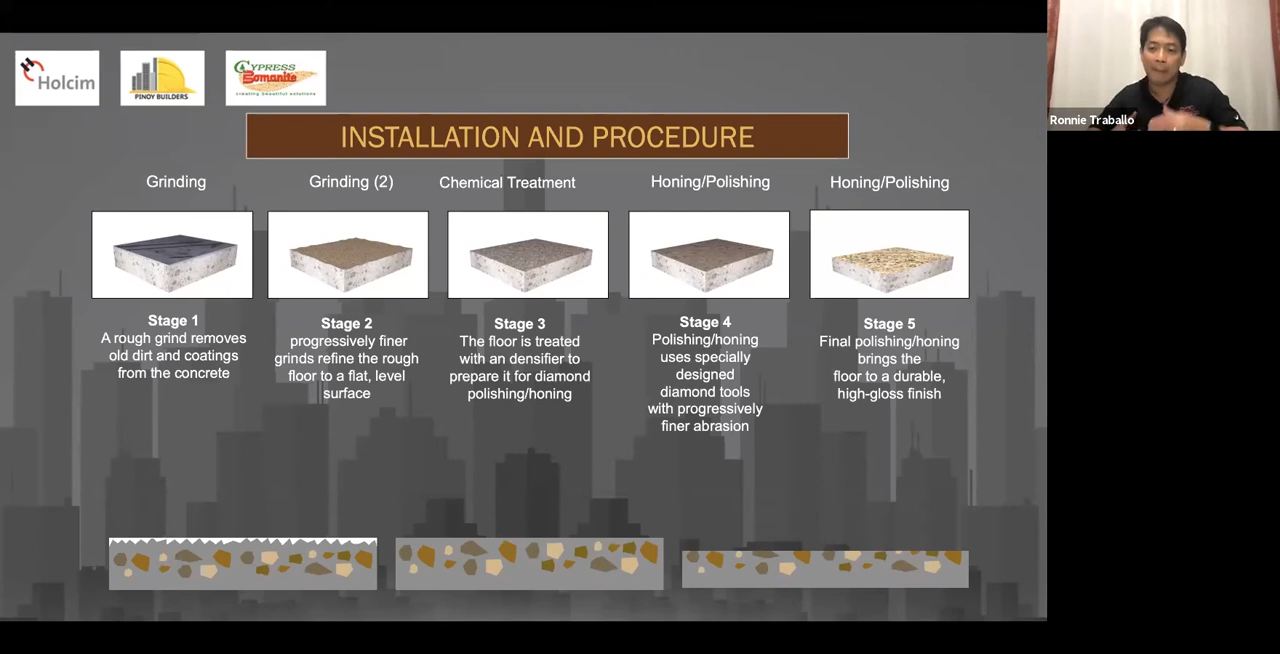 Holcim
PINOY BUILDERS
CYPRESS
Bomanite
creating beautiful solutions
Ronnie Traballo
INSTALLATION AND PROCEDURE
Grinding
Grinding (2)
Chemical Treatment
Honing/Polishing
Honing/Polishing
Stage 1
A rough grind removes
old dirt and coatings
from the concrete
Stage 2
progressively finer
grinds refine the rough
floor to a flat, level
surface
Stage 3
The floor is treated
with an densifier to
prepare it for diamond
polishing/honing
Stage 4
Polishing/honing
uses specially
designed
diamond tools
with progressively
finer abrasion
Stage 5
Final polishing/honing
brings the
floor to a durable,
high-gloss finish